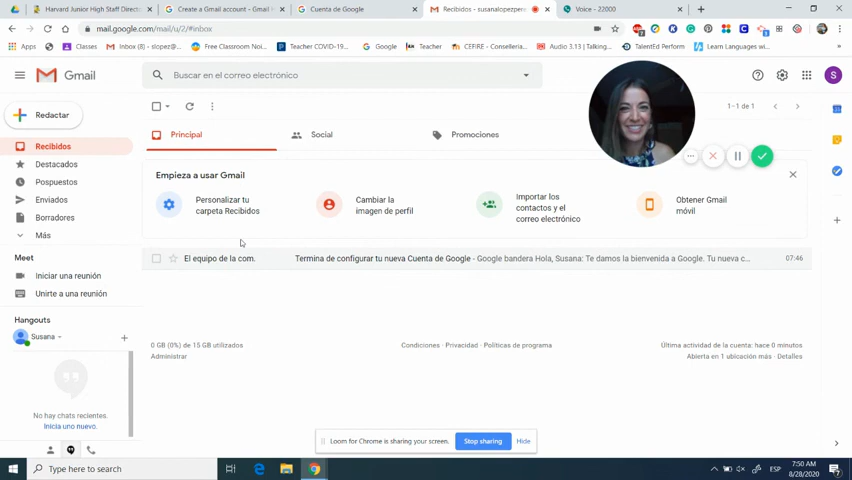 Harvard Junior High Staff Direct
Create a Gmail account - Gmail
Cuenta de Google
Recibidos - susanalopezpere
Voice - 22000
mail.google.com/mail/u/2/#inbox
Apps
Classes
Inbox (8) - slopez@...
Free Classroom Nov...
Teacher COVID-19...
Google
Teacher
CEFIRE - Conselleri...
Audio 3.13 | Talking...
TalentEd Perform
Learn Languages wi...
Gmail
Buscar en el correo electrónico
S
Redactar
1–1 de 1
Recibidos
Destacados
Pospuestos
Enviados
Borradores
Más
Principal
Social
Promociones
Empieza a usar Gmail
Personalizar tu
carpeta Recibidos
Cambiar la
imagen de perfil
Importar los
contactos y el
correo electrónico
Obtener Gmail
móvil
El equipo de la com. Termina de configurar tu nueva Cuenta de Google - Google bandera Hola, Susana: Te damos la bienvenida a Google. Tu nueva c... 07:46
Meet
Iniciar una reunión
Unirte a una reunión
Hangouts
Susana
No hay chats recientes.
Inicia uno nuevo.
0 GB (0%) de 15 GB utilizados
Administrar
Condiciones · Privacidad · Políticas de programa
Última actividad de la cuenta: hace 0 minutos
Abierta en 1 ubicación más · Detalles
Loom for Chrome is sharing your screen.
Stop sharing
Hide
Type here to search
ESP
7:50 AM
8/28/2020